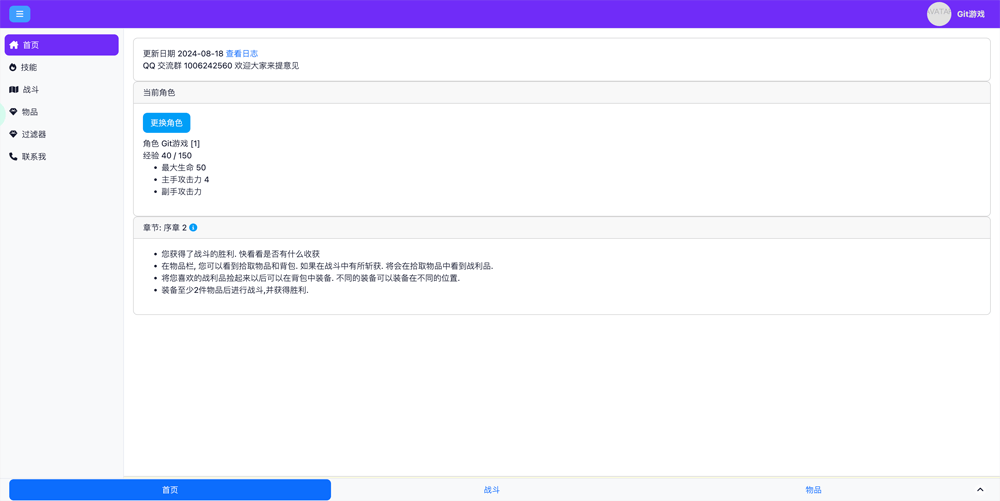 VATA
Git游戏
首页
技能
战斗
物品
过滤器
联系我
更新日期 2024-08-18 查看日志
QQ 交流群 1006242560 欢迎大家来提意见
当前角色
更换角色
角色 Git游戏 [1]
经验 40 / 150
• 最大生命 50
• 主手攻击力 4
• 副手攻击力
章节: 序章 2
• 您获得了战斗的胜利. 快看看是否有什么收获
• 在物品栏, 您可以看到拾取物品和背包. 如果在战斗中有所斩获. 将会在拾取物品中看到战利品.
• 将您喜欢的战利品捡起来以后可以在背包中装备. 不同的装备可以装备在不同的位置.
• 装备至少2件物品后进行战斗,并获得胜利.
首页 战斗 物品